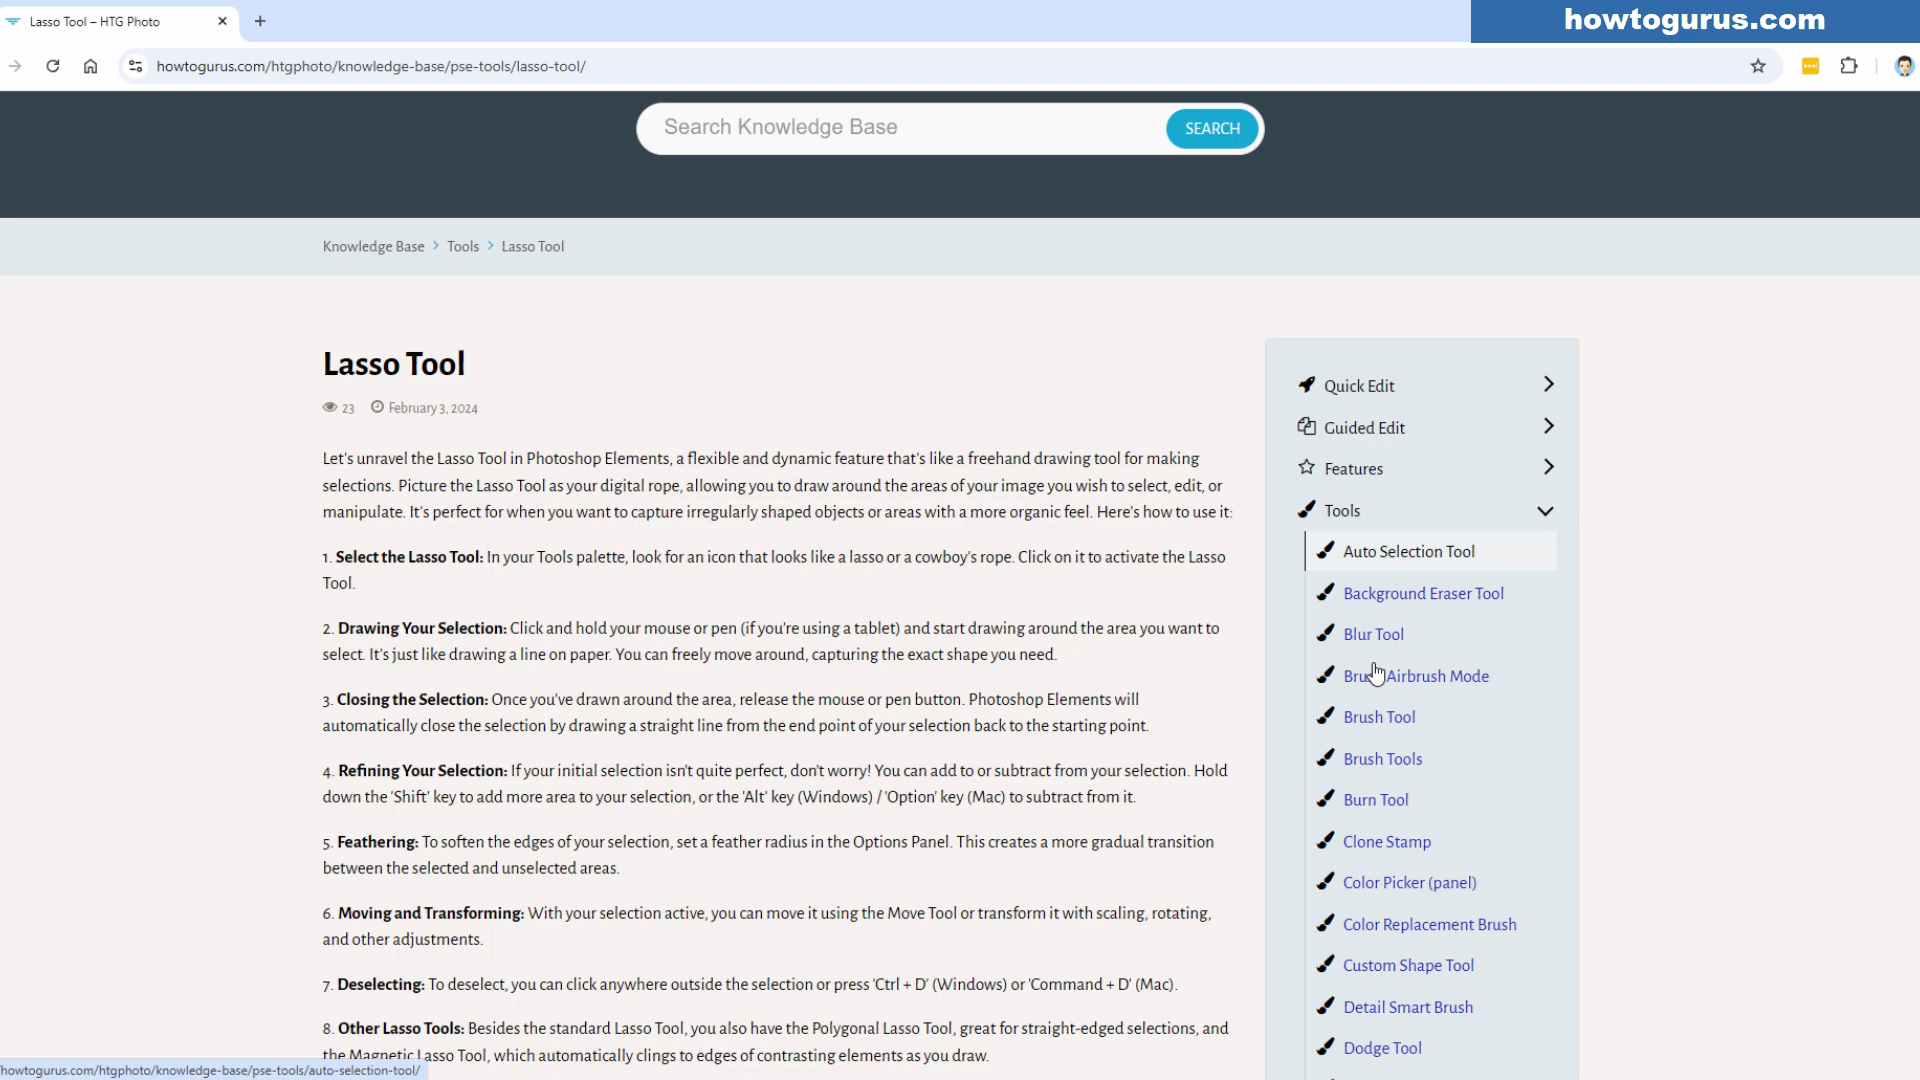 Lasso Tool – HTG Photo
howtogurus.com
howtogurus.com/htgphoto/knowledge-base/pse-tools/lasso-tool/
Search Knowledge Base
SEARCH
Knowledge Base > Tools > Lasso Tool
Lasso Tool
23 February 3, 2024
Let's unravel the Lasso Tool in Photoshop Elements, a flexible and dynamic feature that's like a freehand drawing tool for making
selections. Picture the Lasso Tool as your digital rope, allowing you to draw around the areas of your image you wish to select, edit, or
manipulate. It's perfect for when you want to capture irregularly shaped objects or areas with a more organic feel. Here's how to use it:
1. Select the Lasso Tool: In your Tools palette, look for an icon that looks like a lasso or a cowboy's rope. Click on it to activate the Lasso
Tool.
2. Drawing Your Selection: Click and hold your mouse or pen (if you're using a tablet) and start drawing around the area you want to
select. It's just like drawing a line on paper. You can freely move around, capturing the exact shape you need.
3. Closing the Selection: Once you've drawn around the area, release the mouse or pen button. Photoshop Elements will
automatically close the selection by drawing a straight line from the end point of your selection back to the starting point.
4. Refining Your Selection: If your initial selection isn't quite perfect, don't worry! You can add to or subtract from your selection. Hold
down the 'Shift' key to add more area to your selection, or the 'Alt' key (Windows) / 'Option' key (Mac) to subtract from it.
5. Feathering: To soften the edges of your selection, set a feather radius in the Options Panel. This creates a more gradual transition
between the selected and unselected areas.
6. Moving and Transforming: With your selection active, you can move it using the Move Tool or transform it with scaling, rotating,
and other adjustments.
7. Deselecting: To deselect, you can click anywhere outside the selection or press 'Ctrl + D' (Windows) or 'Command + D' (Mac).
8. Other Lasso Tools: Besides the standard Lasso Tool, you also have the Polygonal Lasso Tool, great for straight-edged selections, and
the Magnetic Lasso Tool, which automatically clings to edges of contrasting elements as you draw.
Quick Edit
Guided Edit
Features
Tools
Auto Selection Tool
Background Eraser Tool
Blur Tool
Airbrush Mode
Brush Tool
Brush Tools
Burn Tool
Clone Stamp
Color Picker (panel)
Color Replacement Brush
Custom Shape Tool
Detail Smart Brush
Dodge Tool
howtogurus.com/htgphoto/knowledge-base/pse-tools/auto-selection-tool/